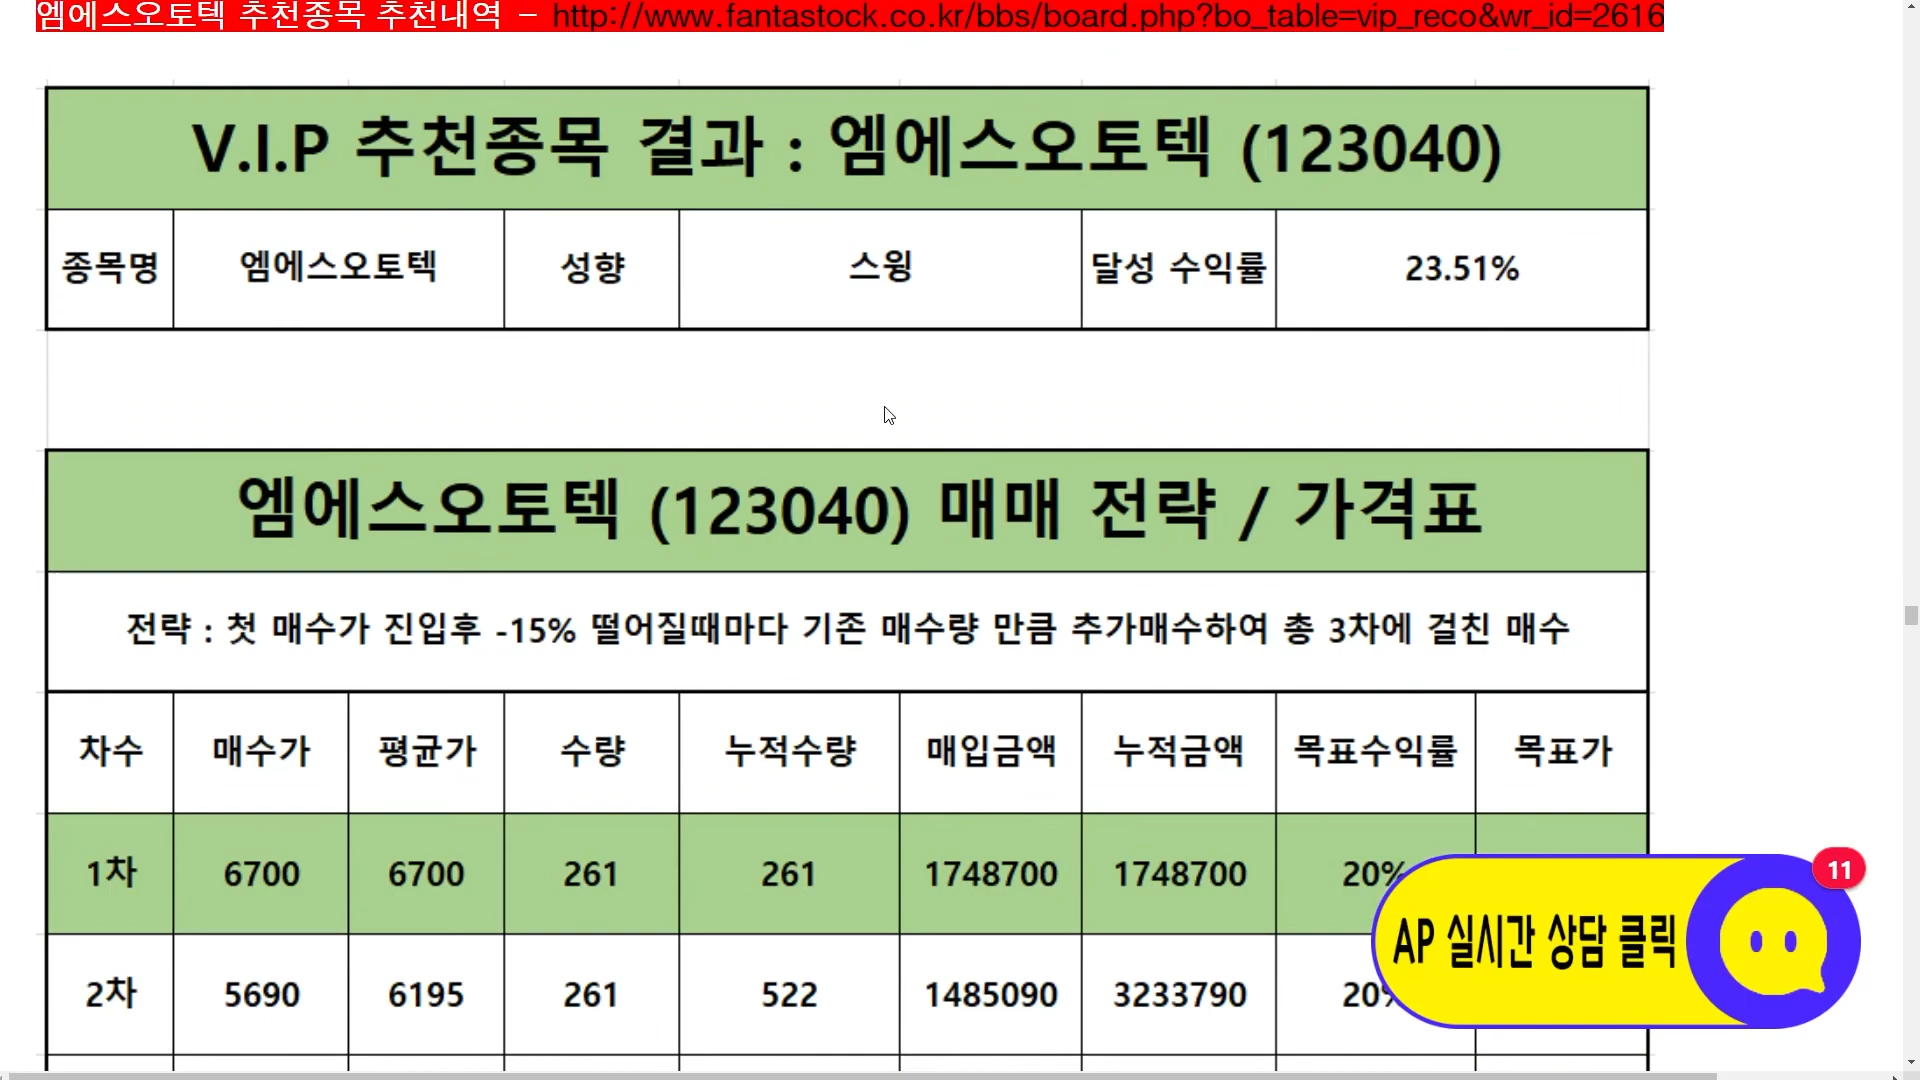 엠에스오토텍 추천종목 추천내역 - http://www.fantastock.co.kr/bbs/board.php?bo_table=vip_reco&wr_id=2616
V.I.P 추천종목 결과 : 엠에스오토텍 (123040)
종목명 엠에스오토텍 성향 스윙 달성 수익률 23.51%
엠에스오토텍 (123040) 매매 전략 / 가격표
전략 : 첫 매수가 진입후 -15% 떨어질때마다 기존 매수량 만큼 추가매수하여 총 3차에 걸친 매수
차수 매수가 평균가 수량 누적수량 매입금액 누적금액 목표수익률 목표가
1차 6700 6700 261 261 1748700 1748700 20%
2차 5690 6195 261 522 1485090 3233790 20%
11
AP 실시간 상담 클릭